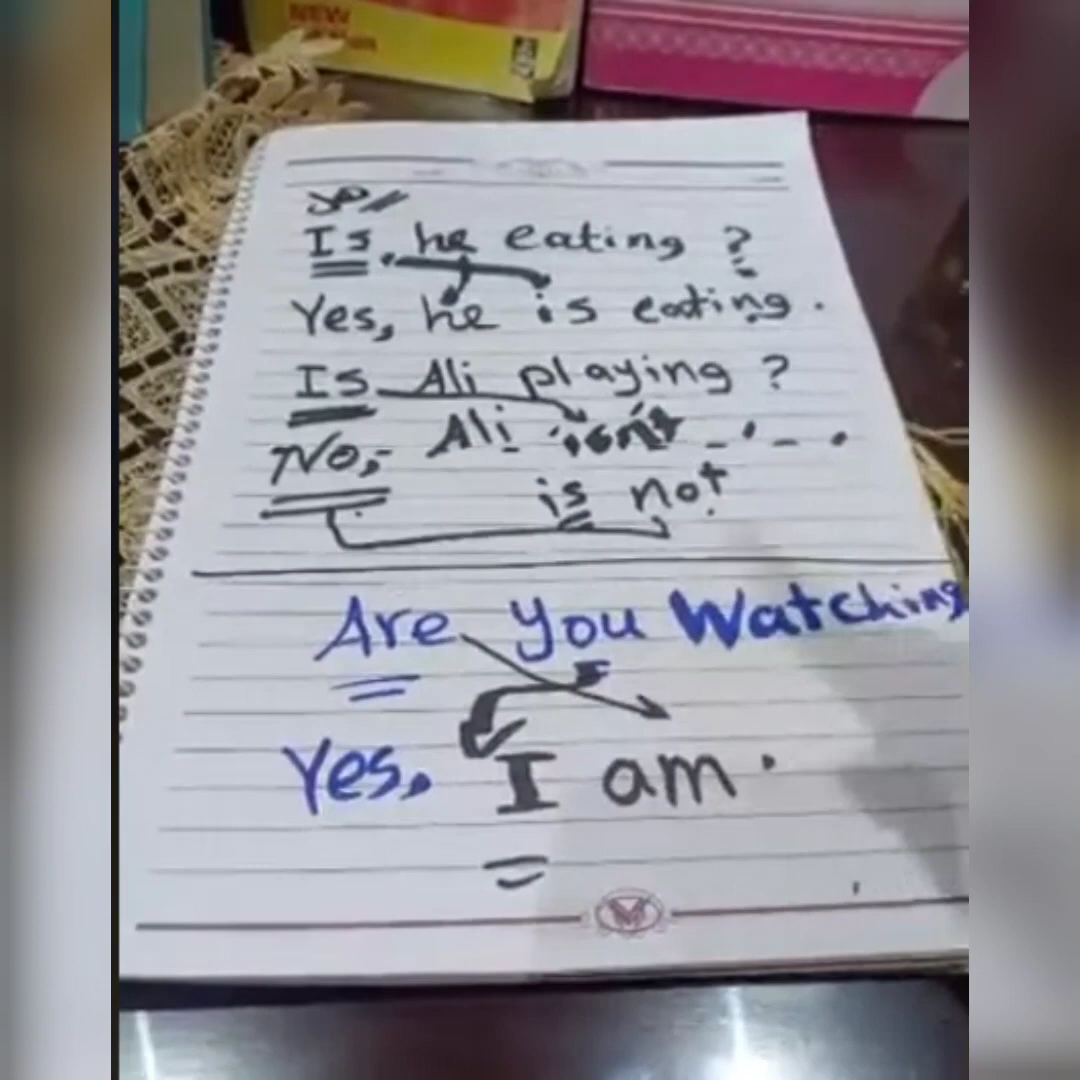 NEW
Is he eating ?
Yes, he is eating.
Is Ali playing ?
No, Ali isn't _ _ _ .
is not
Are you Watching
Yes, I am.